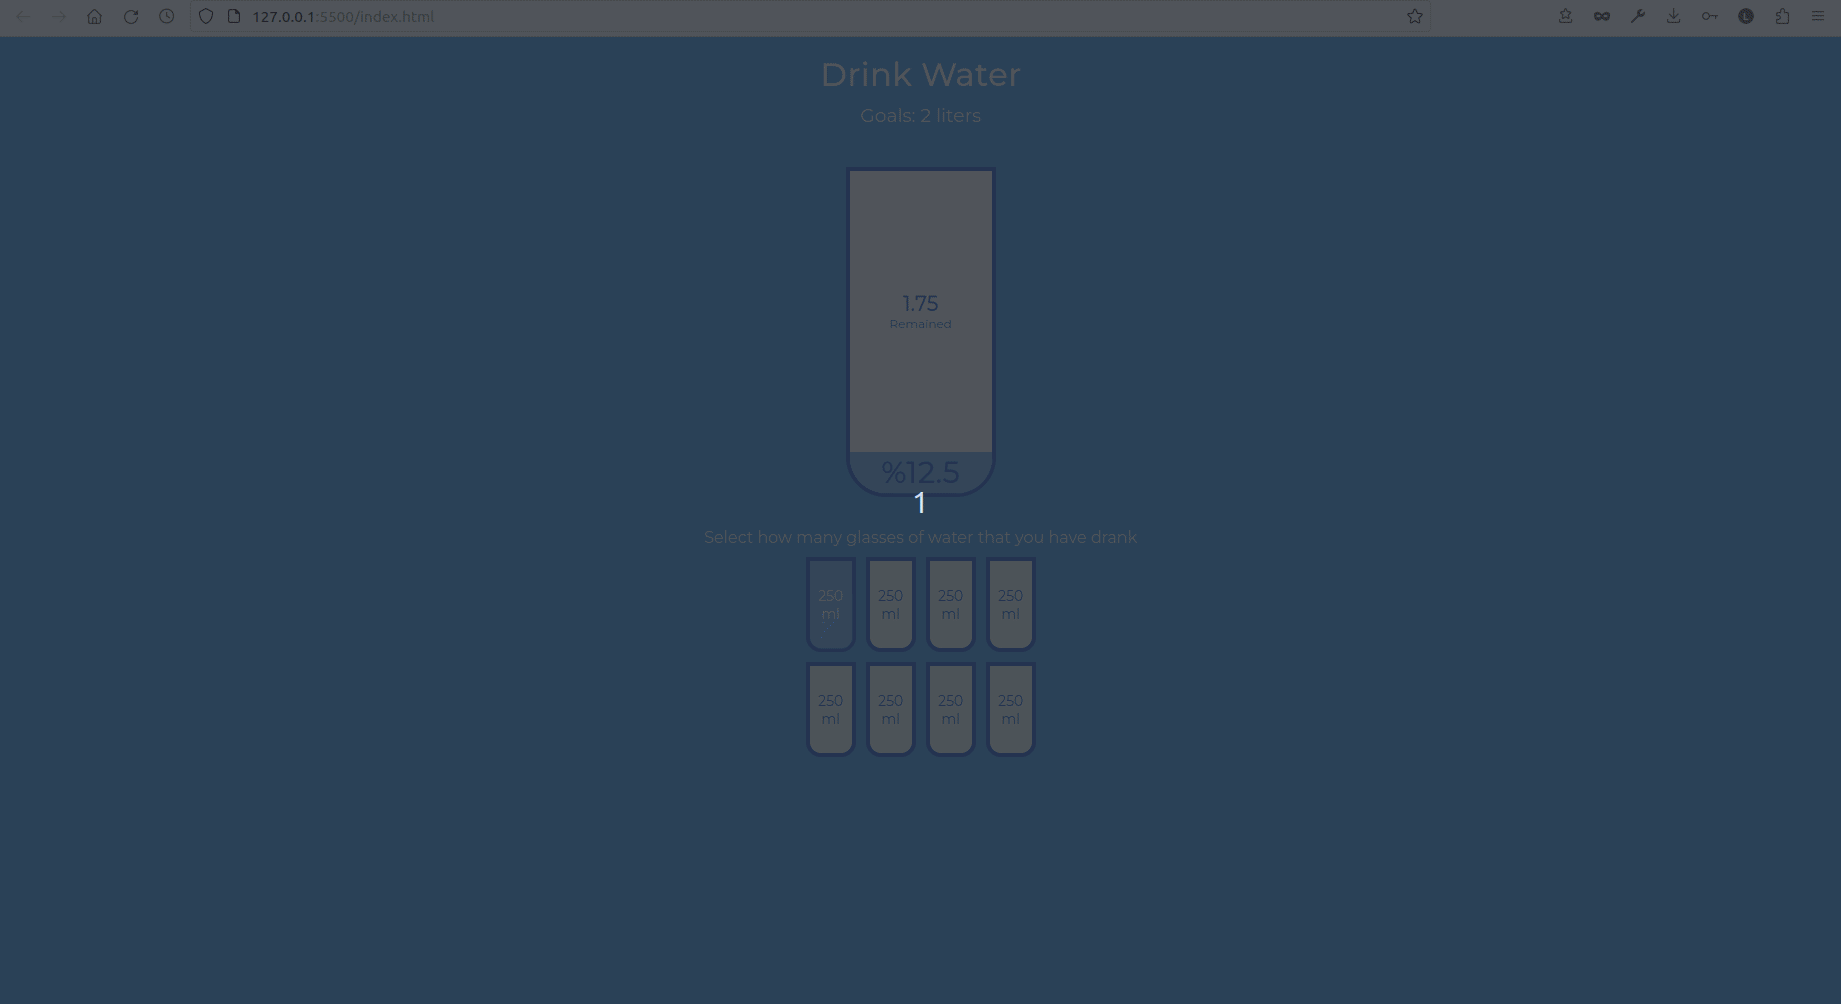 127.0.0.1:5500/index.html
Drink Water
Goals: 2 liters
1.75
Remained
%12.5
1
Select how many glasses of water that you have drank
250 250 250 250
ml ml ml ml
250 250 250 250
ml ml ml ml